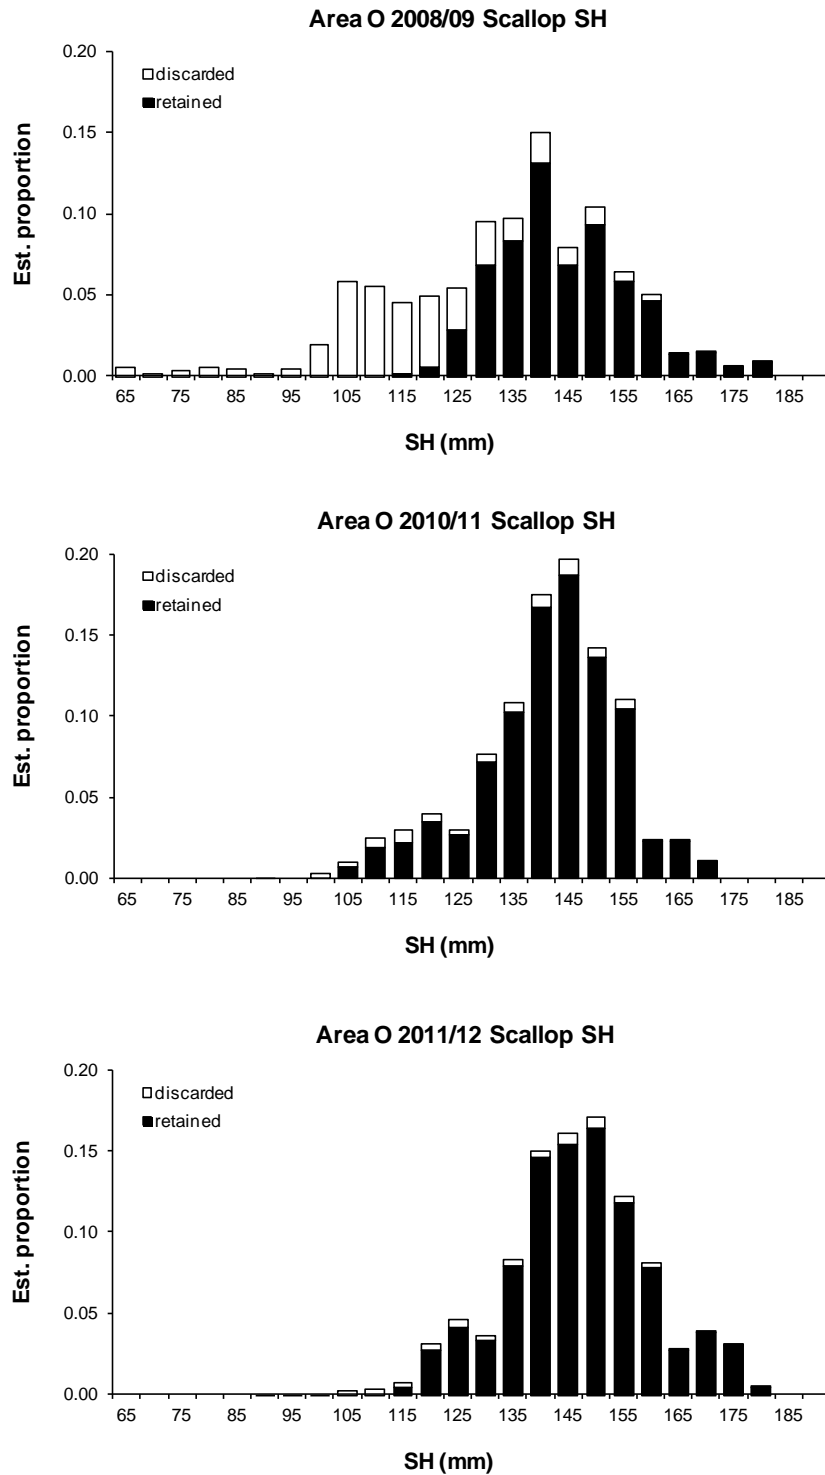 Area O 2008/09 Scallop SH
0.20
discarded
retained
0.15
0.10
0.05
0.00
Est. proportion
65 75 85 95 105 115 125 135 145 155 165 175 185
SH (mm)
Area O 2010/11 Scallop SH
0.20
discarded
retained
0.15
0.10
0.05
0.00
Est. proportion
65 75 85 95 105 115 125 135 145 155 165 175 185
SH (mm)
Area O 2011/12 Scallop SH
0.20
discarded
retained
0.15
0.10
0.05
0.00
Est. proportion
65 75 85 95 105 115 125 135 145 155 165 175 185
SH (mm)